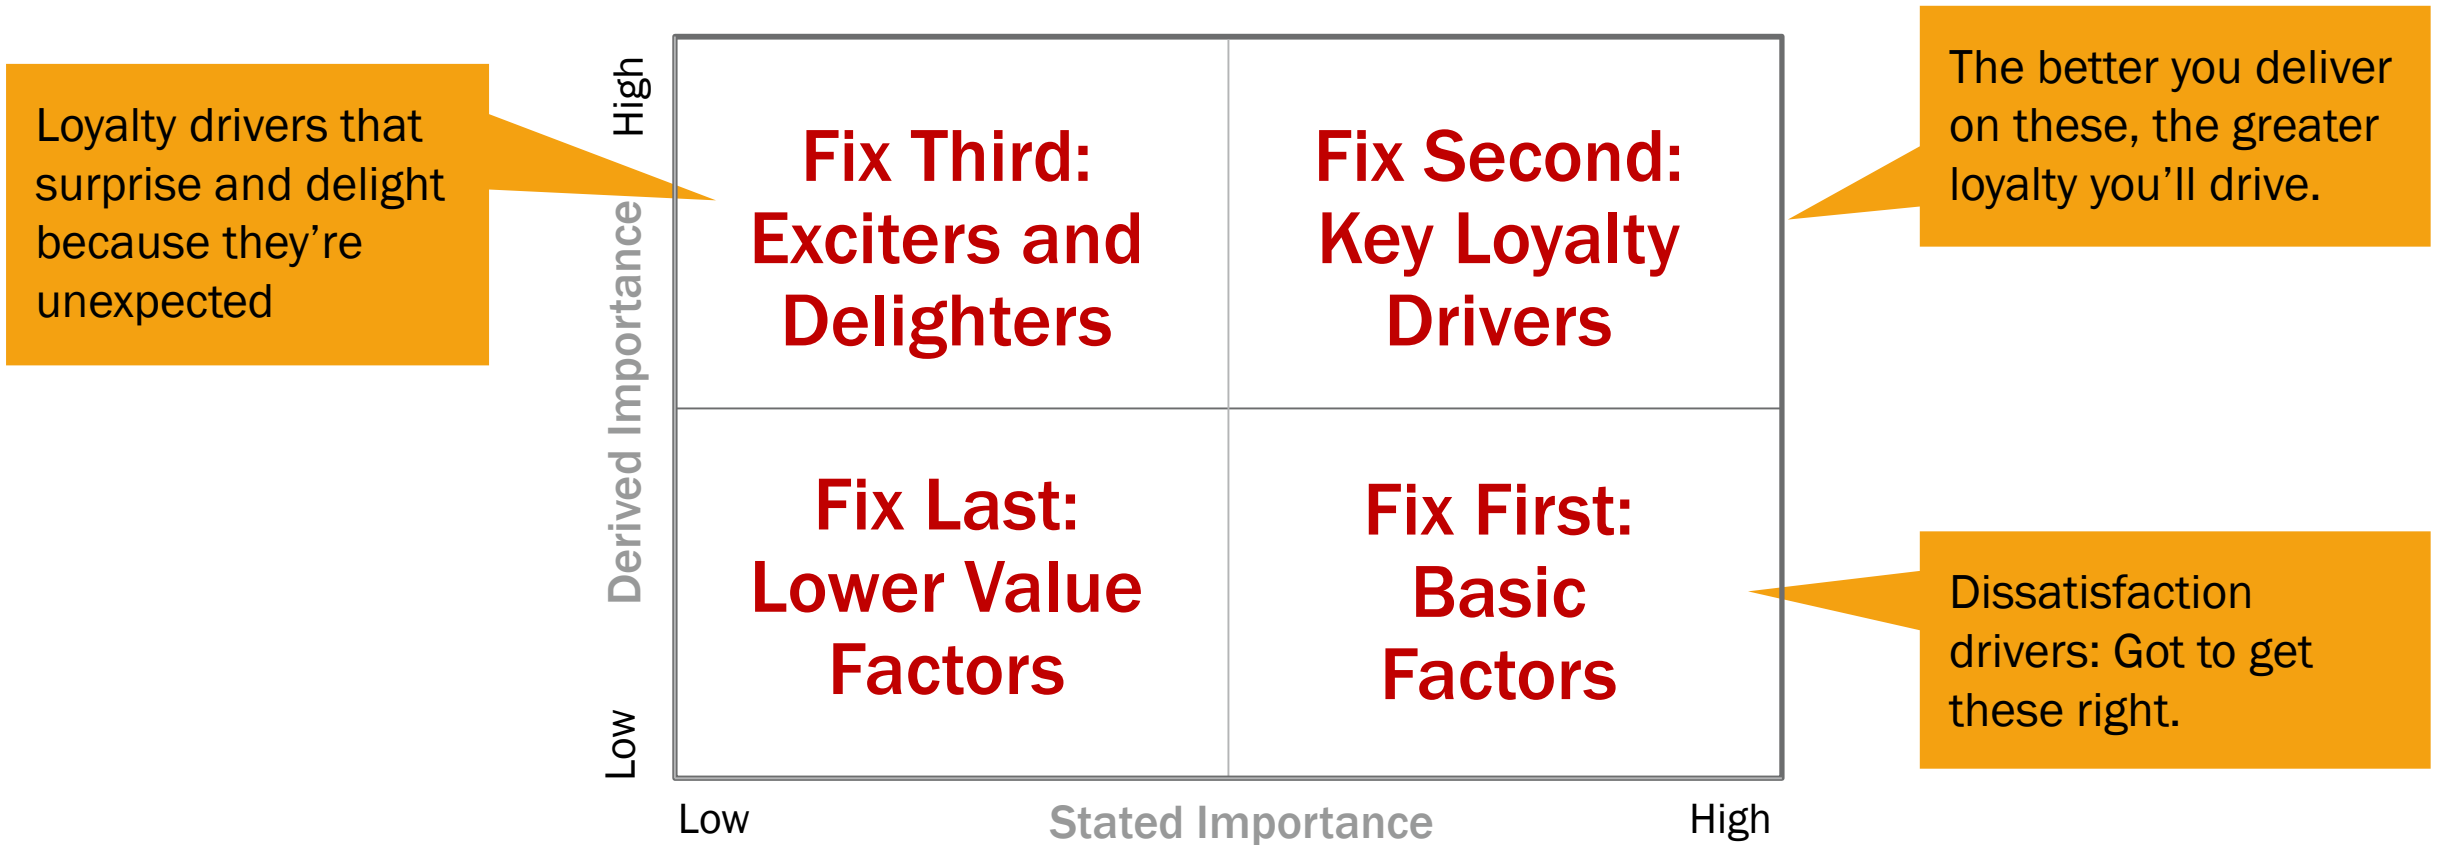 Loyalty drivers that
surprise and delight
because they’re
unexpected
High
Derived Importance
Low
Fix Third:
Exciters and
Delighters
Fix Second:
Key Loyalty
Drivers
The better you deliver
on these, the greater
loyalty you’ll drive.
Fix Last:
Lower Value
Factors
Fix First:
Basic
Factors
Dissatisfaction
drivers: Got to get
these right.
Low
Stated Importance
High